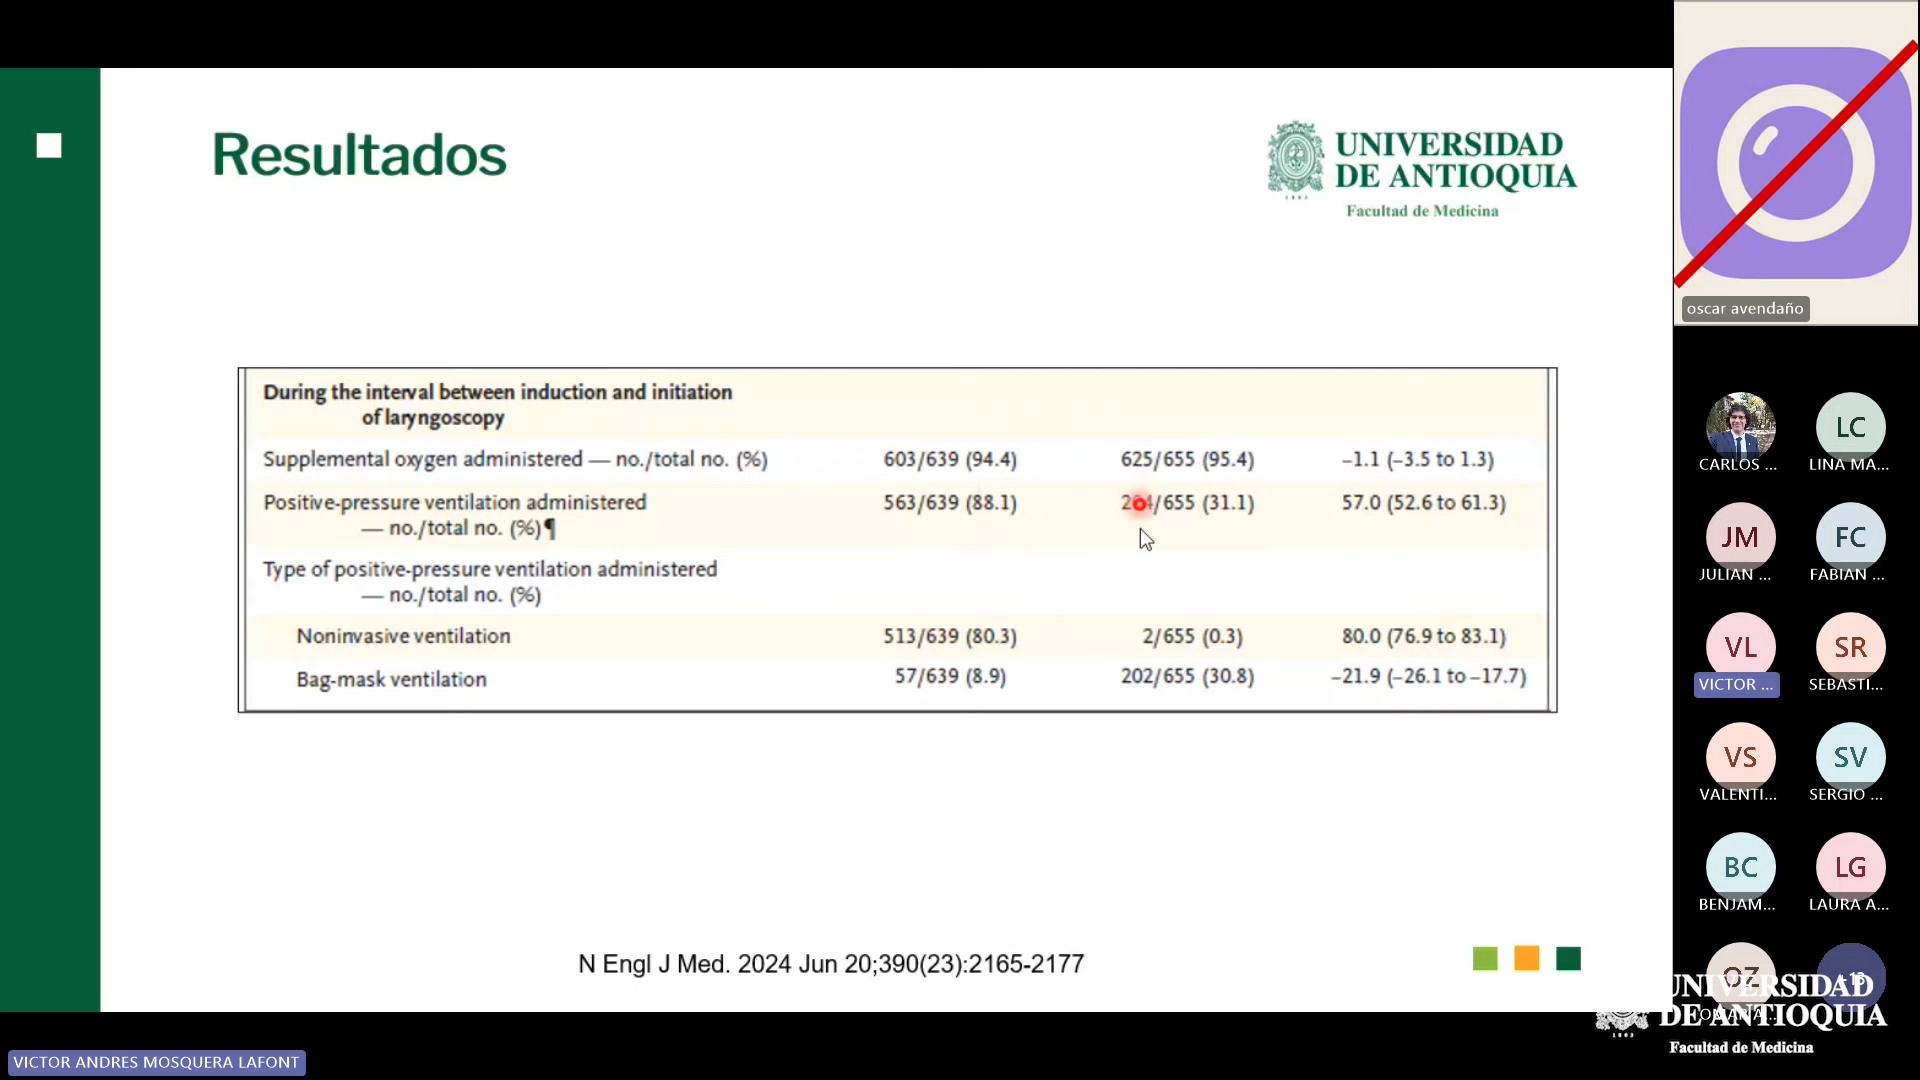 Resultados
UNIVERSIDAD
DE ANTIOQUIA
1803
Facultad de Medicina
During the interval between induction and initiation
of laryngoscopy
Supplemental oxygen administered — no./total no. (%) 603/639 (94.4) 625/655 (95.4) −1.1 (−3.5 to 1.3)
Positive-pressure ventilation administered 563/639 (88.1) /655 (31.1) 57.0 (52.6 to 61.3)
— no./total no. (%)¶
Type of positive-pressure ventilation administered
— no./total no. (%)
Noninvasive ventilation 513/639 (80.3) 2/655 (0.3) 80.0 (76.9 to 83.1)
Bag-mask ventilation 57/639 (8.9) 202/655 (30.8) −21.9 (−26.1 to −17.7)
N Engl J Med. 2024 Jun 20;390(23):2165-2177
oscar avendaño
CARLOS ...
LC
LINA MA...
JM
JULIAN ...
FC
FABIAN ...
VL
VICTOR ...
SR
SEBASTI...
VS
VALENTI...
SV
SERGIO ...
BC
BENJAM...
LG
LAURA A...
OZ
UNIVERSIDAD
DE ANTIOQUIA
1803
Facultad de Medicina
VICTOR ANDRES MOSQUERA LAFONT